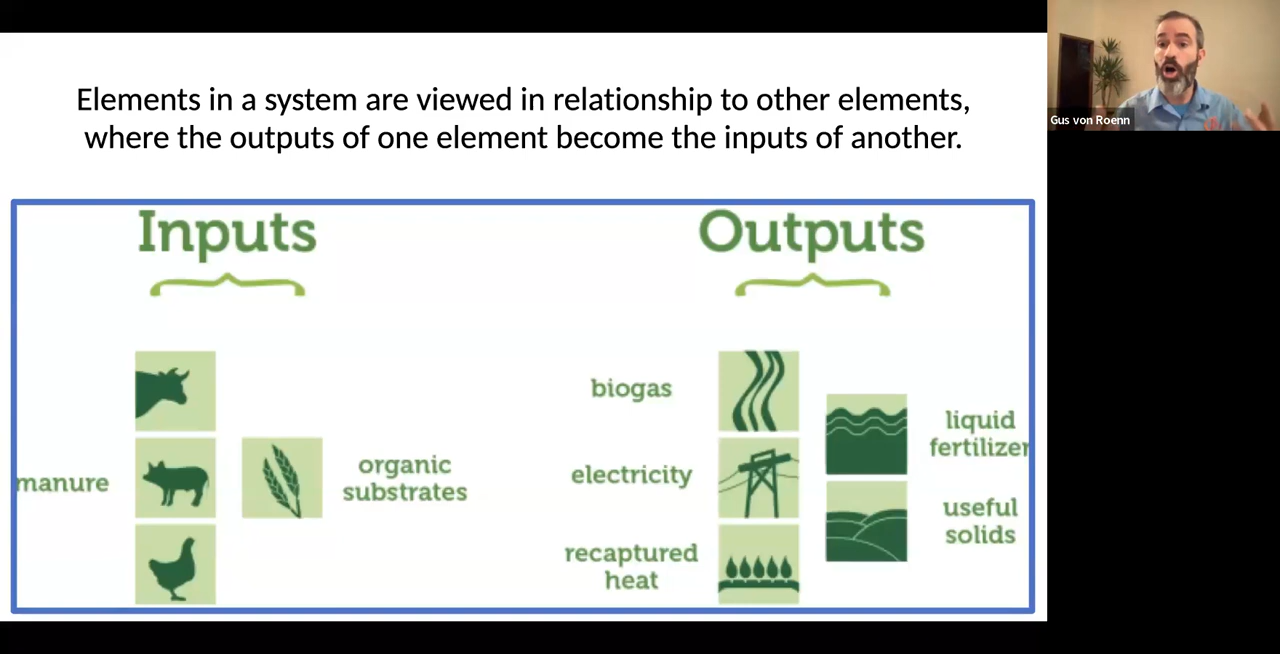 Elements in a system are viewed in relationship to other elements,
where the outputs of one element become the inputs of another.
Gus von Roenn
Inputs
Outputs
manure
organic
substrates
biogas
electricity
recaptured
heat
liquid
fertilizer
useful
solids